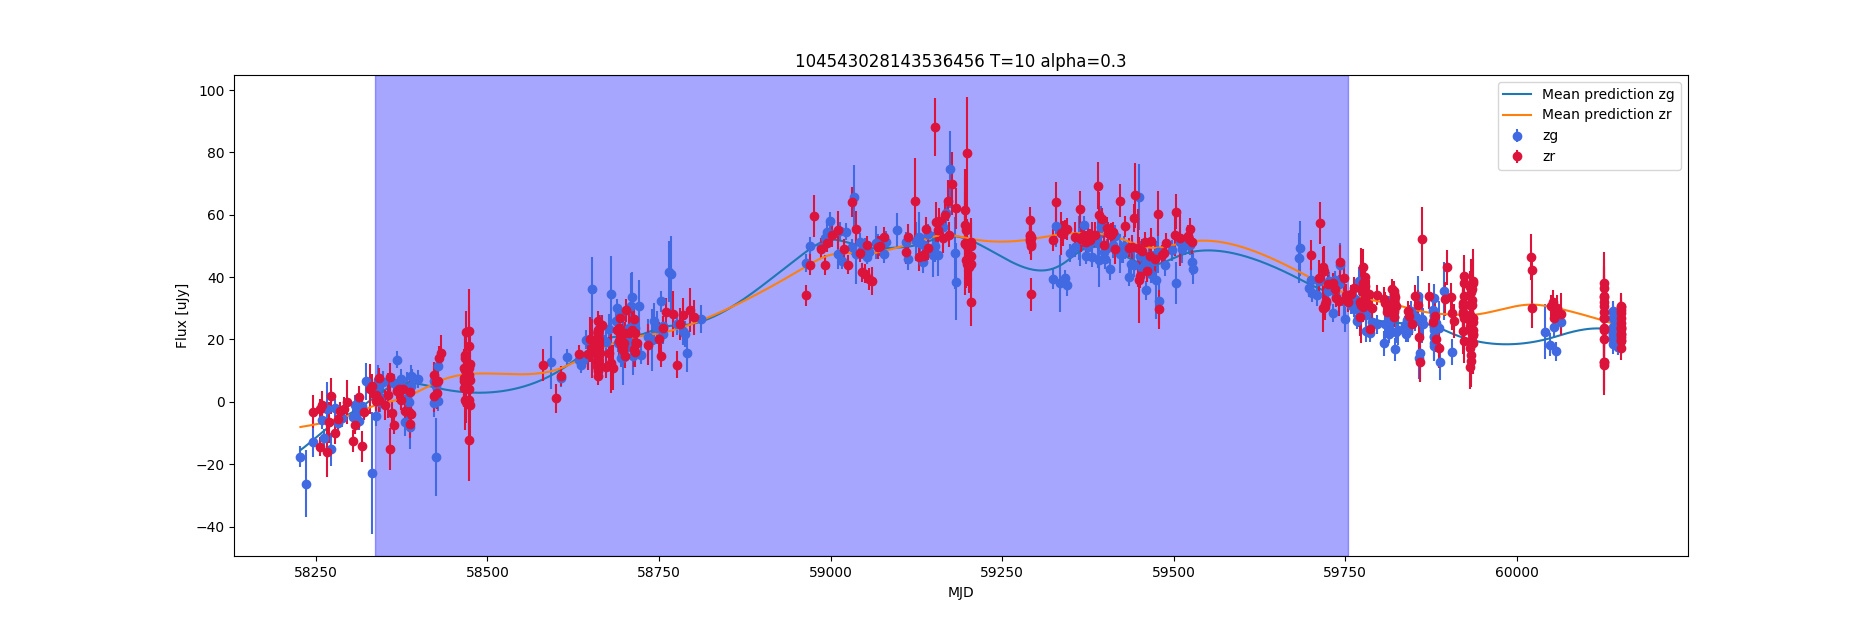 104543028143536456 T=10 alpha=0.3
100
80
60
40
20
0
−20
−40
Flux [uJy]
58250
58500
58750
59000
59250
59500
59750
60000
MJD
Mean prediction zg
Mean prediction zr
zg
zr